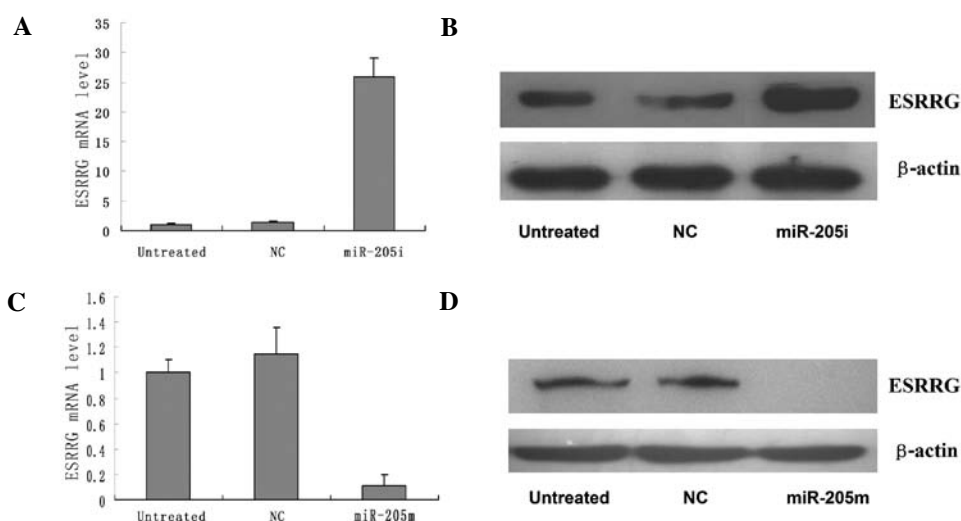 A
ESRRG mRNA level
35
30
25
20
15
10
5
0
Untreated NC miR-205i
B
ESRRG
β-actin
Untreated NC miR-205i
C
ESRRG mRNA level
1.6
1.4
1.2
1.0
0.8
0.6
0.4
0.2
0
Untreated NC miR-205m
D
ESRRG
β-actin
Untreated NC miR-205m